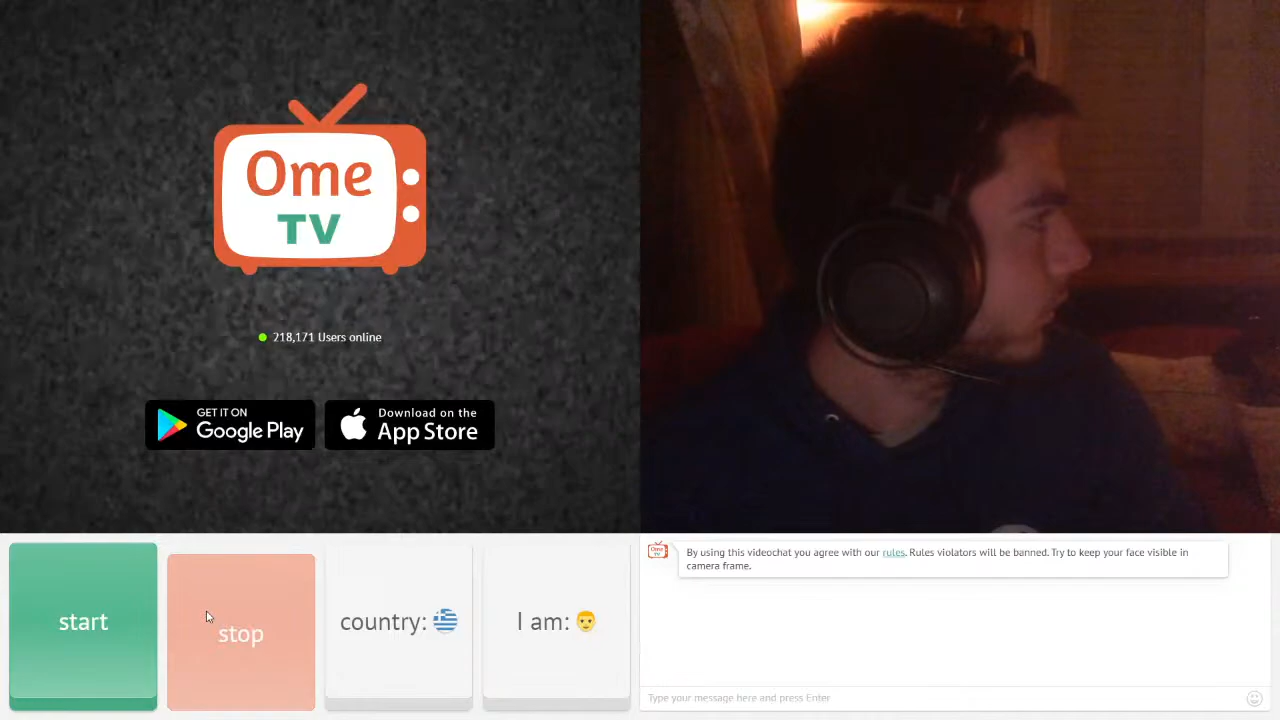 Ome
TV
218,171 Users online
GET IT ON
Google Play
Download on the
App Store
start
stop
country:
I am:
By using this videochat you agree with our rules. Rules violators will be banned. Try to keep your face visible in
camera frame.
Type your message here and press Enter